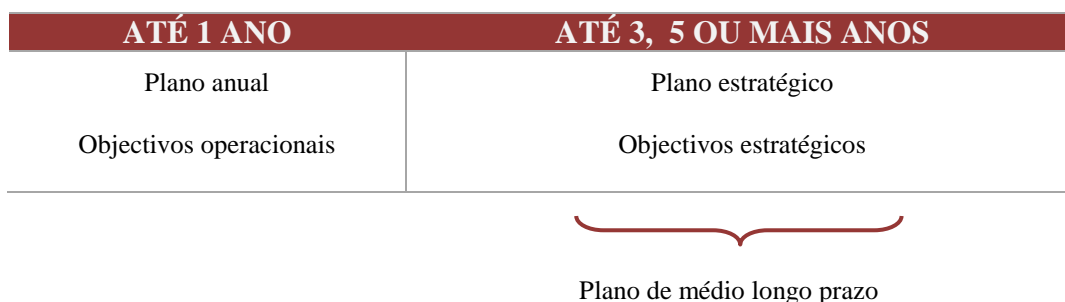 ATÉ 1 ANO ATÉ 3, 5 OU MAIS ANOS
Plano anual Plano estratégico
Objectivos operacionais Objectivos estratégicos
Plano de médio longo prazo